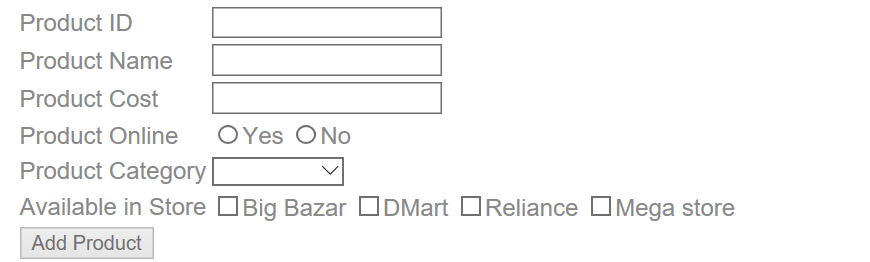 Product ID
Product Name
Product Cost
Product Online Yes No
Product Category
Available in Store Big Bazar DMart Reliance Mega store
Add Product